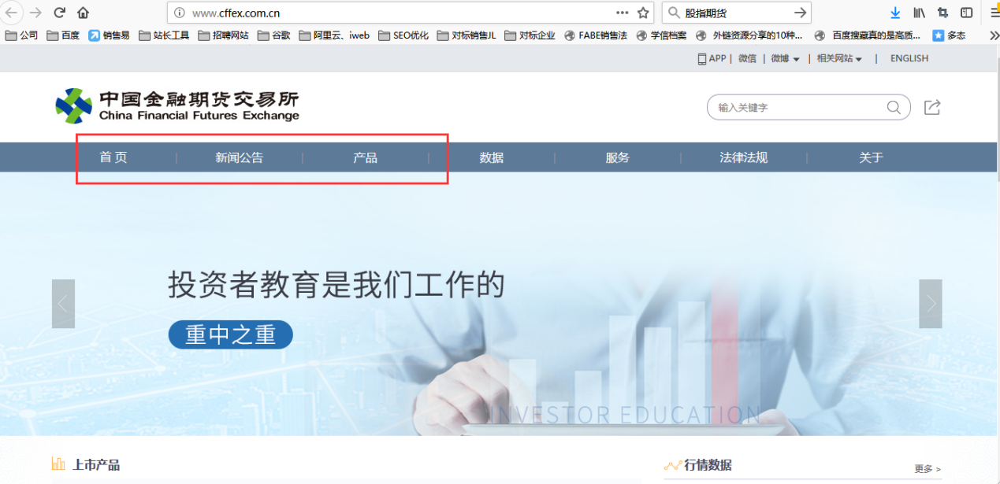 www.cffex.com.cn
股指期货
公司 百度 销售易 站长工具 招聘网站 谷歌 阿里云、iweb SEO优化 对标销售JL 对标企业 FABE销售法 学信档案 外链资源分享的10种... 百度搜藏真的是高质... 多态
APP | 微信 | 微博 | 相关网站 | ENGLISH
中国金融期货交易所
China Financial Futures Exchange
输入关键字
首 页 | 新闻公告 | 产品 | 数据 | 服务 | 法律法规 | 关于
投资者教育是我们工作的
重中之重
INVESTOR EDUCATION
上市产品
行情数据
更多 >